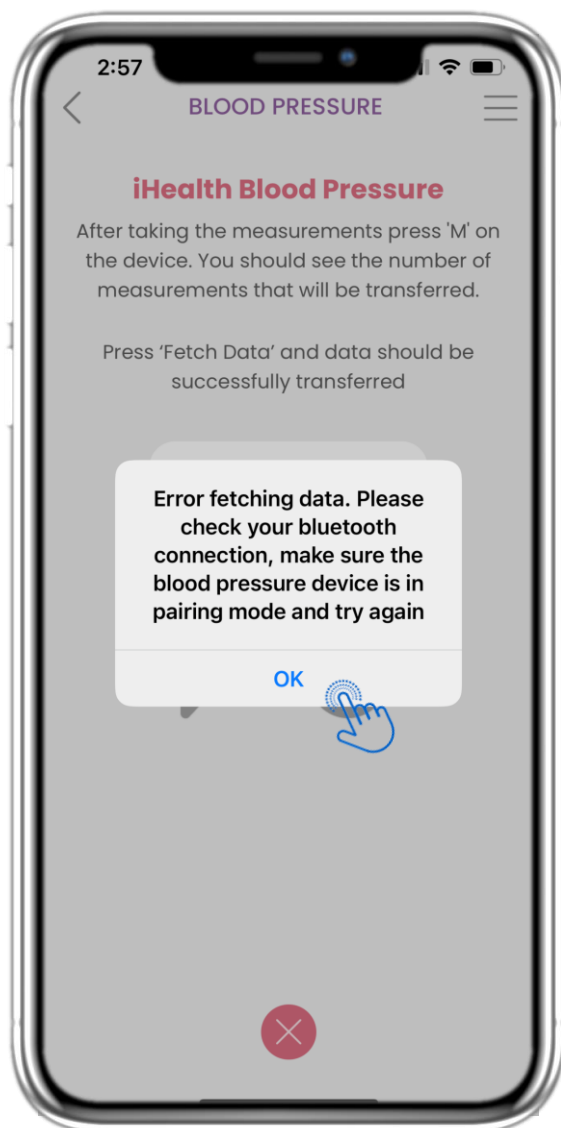 2:57
BLOOD PRESSURE
iHealth Blood Pressure
After taking the measurements press 'M' on
the device. You should see the number of
measurements that will be transferred.
Press ‘Fetch Data’ and data should be
successfully transferred
Error fetching data. Please
check your bluetooth
connection, make sure the
blood pressure device is in
pairing mode and try again
OK